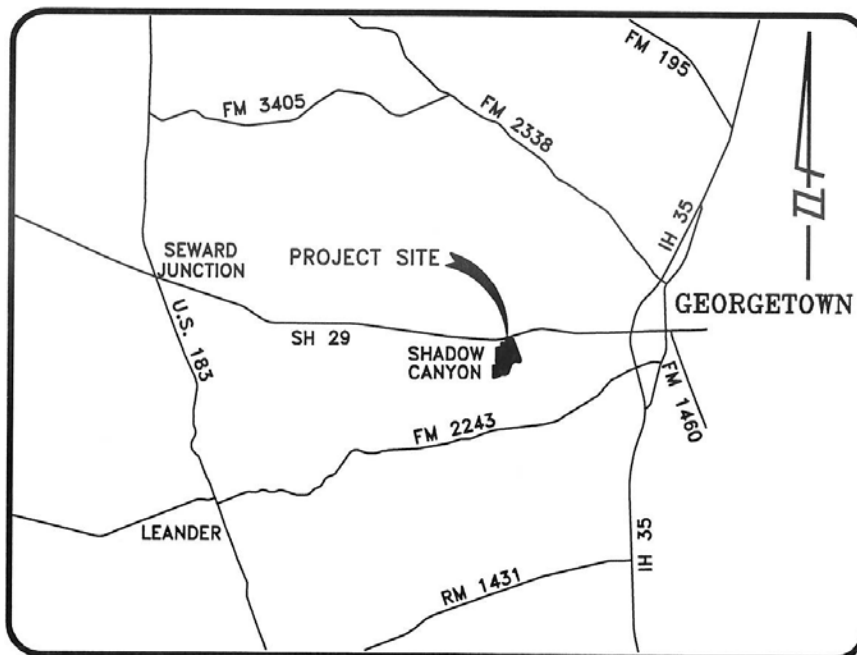 FM 195
FM 3405
FM 2338
IH 35
SEWARD
JUNCTION
PROJECT SITE
N
GEORGETOWN
U.S. 183
SH 29
SHADOW
CANYON
FM 1460
FM 2243
LEANDER
IH 35
RM 1431